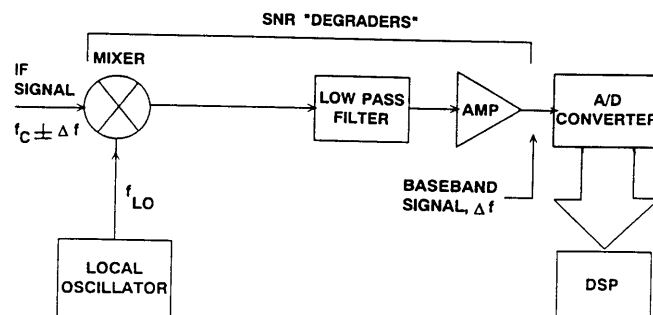 SNR "DEGRADERS"
MIXER
IF
SIGNAL
f_C ± Δf
LOW PASS
FILTER
AMP
A/D
CONVERTER
BASEBAND
SIGNAL, Δf
f_LO
LOCAL
OSCILLATOR
DSP